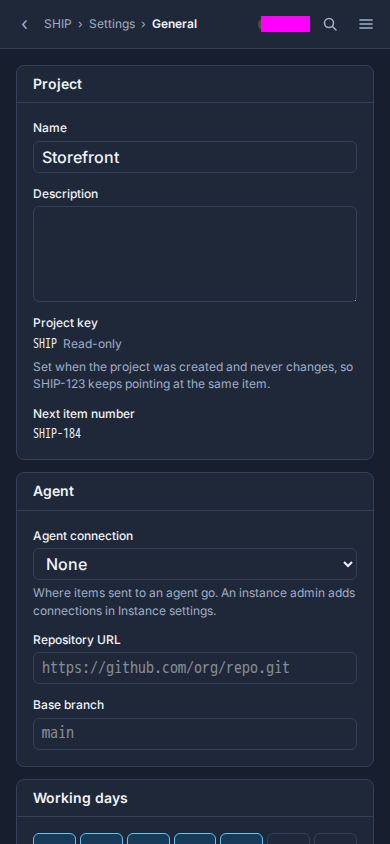 SHIP › Settings › General
Project
Name
Storefront
Description
Project key
SHIP Read-only
Set when the project was created and never changes, so
SHIP-123 keeps pointing at the same item.
Next item number
SHIP-184
Agent
Agent connection
None
Where items sent to an agent go. An instance admin adds
connections in Instance settings.
Repository URL
https://github.com/org/repo.git
Base branch
main
Working days